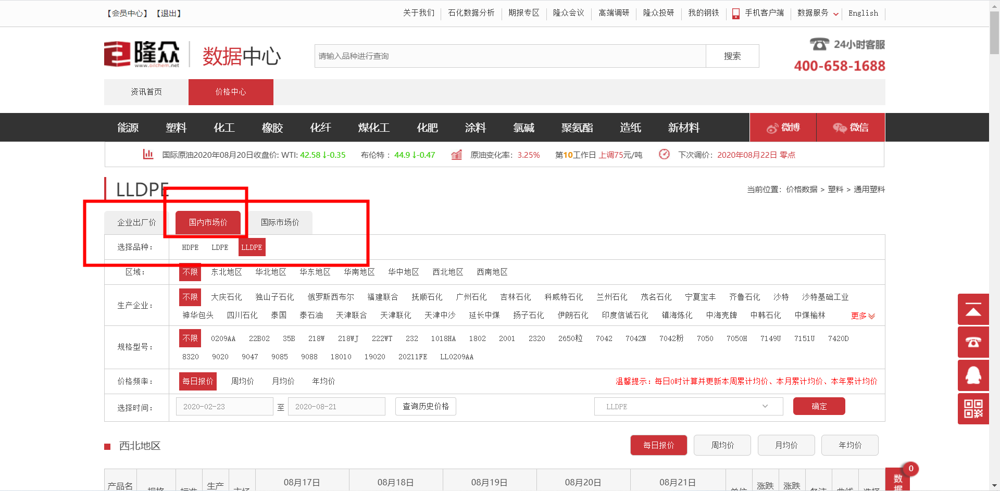 【会员中心】 【退出】 关于我们 石化数据分析 期报专区 隆众会议 高端调研 隆众投研 我的钢铁 手机客户端 数据服务 English
隆众 www.oilchem.net 数据中心 请输入品种进行查询 搜索 24小时客服
400-658-1688
资讯首页 价格中心
能源 塑料 化工 橡胶 化纤 煤化工 化肥 涂料 氯碱 聚氨酯 造纸 新材料 微博 微信
国际原油2020年08月20日收盘价: WTI: 42.58↓-0.35 布伦特： 44.9↓-0.47 原油变化率：3.25% 第10工作日 上调75元/吨 下次调价：2020年08月22日 零点
LLDPE 当前位置：价格数据 > 塑料 > 通用塑料
企业出厂价 国内市场价 国际市场价
选择品种： HDPE LDPE LLDPE
区域： 不限 东北地区 华北地区 华东地区 华南地区 华中地区 西北地区 西南地区
生产企业： 不限 大庆石化 独山子石化 俄罗斯西布尔 福建联合 抚顺石化 广州石化 吉林石化 科威特石化 兰州石化 茂名石化 宁夏宝丰 齐鲁石化 沙特 沙特基础工业
神华包头 四川石化 泰国 泰石油 天津联合 天津联化 天津中沙 延长中煤 扬子石化 伊朗石化 印度信诚石化 镇海炼化 中海壳牌 中韩石化 中煤榆林 更多
规格型号： 不限 0209AA 22B02 35B 218W 218WJ 222WT 232 1018HA 1802 2001 2320 2650粒 7042 7042N 7042粉 7050 7050H 7149U 7151U 7420D
8320 9020 9047 9085 9088 18010 19020 20211FE LL0209AA
价格频率： 每日报价 周均价 月均价 年均价 温馨提示：每日0时计算并更新本周累计均价、本月累计均价、本年累计均价
选择时间： 2020-02-23 至 2020-08-21 查询历史价格 LLDPE 确定
西北地区 每日报价 周均价 月均价 年均价
0
产品名 生产 08月17日 08月18日 08月19日 08月20日 08月21日 涨跌 涨跌 数